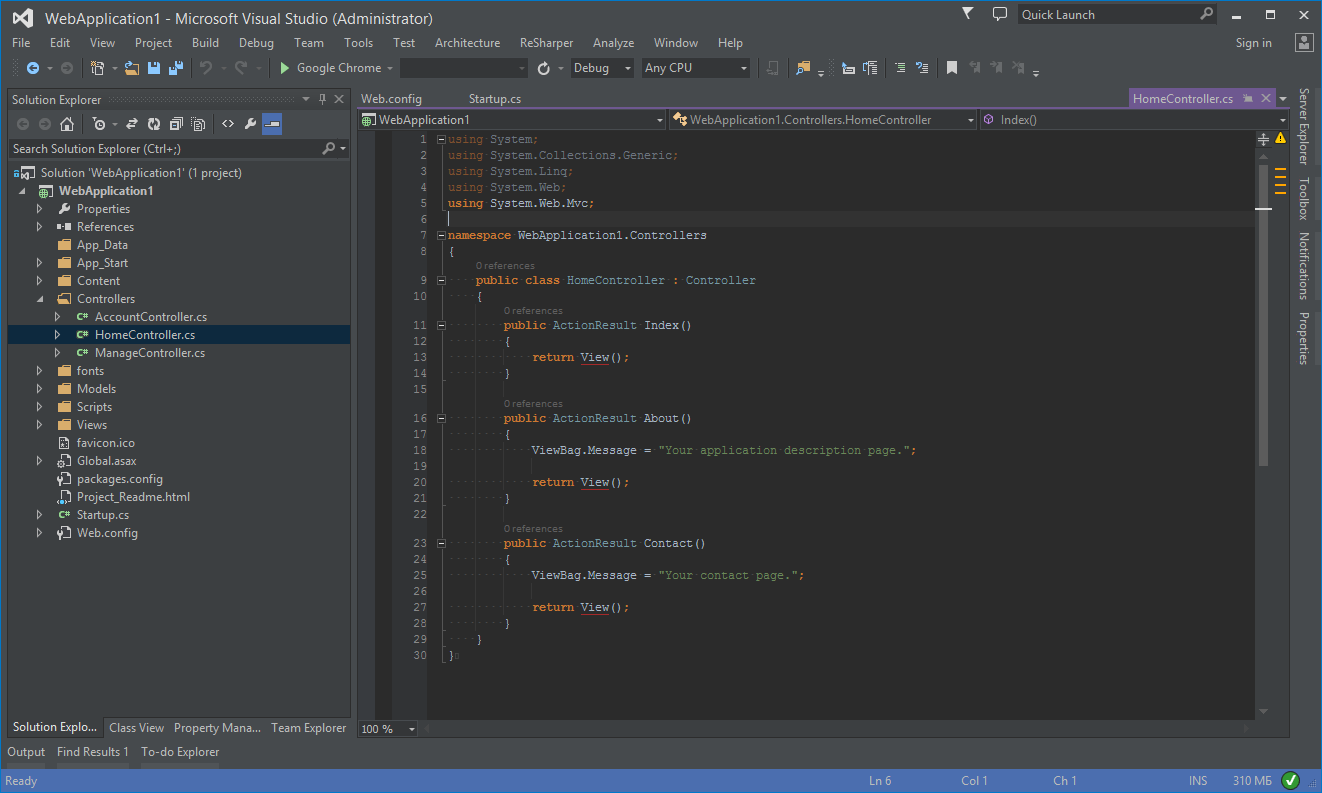 WebApplication1 - Microsoft Visual Studio (Administrator)
Quick Launch
File Edit View Project Build Debug Team Tools Test Architecture ReSharper Analyze Window Help
Sign in
Google Chrome Debug Any CPU
Solution Explorer
Search Solution Explorer (Ctrl+;)
Solution 'WebApplication1' (1 project)
WebApplication1
Properties
References
App_Data
App_Start
Content
Controllers
C# AccountController.cs
C# HomeController.cs
C# ManageController.cs
fonts
Models
Scripts
Views
favicon.ico
Global.asax
packages.config
Project_Readme.html
C# Startup.cs
Web.config
Solution Explo... Class View Property Mana... Team Explorer
Web.config Startup.cs HomeController.cs
WebApplication1 WebApplication1.Controllers.HomeController Index()
1 using System;
2 using System.Collections.Generic;
3 using System.Linq;
4 using System.Web;
5 using System.Web.Mvc;
6
7 namespace WebApplication1.Controllers
8 {
0 references
9 public class HomeController : Controller
10 {
0 references
11 public ActionResult Index()
12 {
13 return View();
14 }
15
0 references
16 public ActionResult About()
17 {
18 ViewBag.Message = "Your application description page.";
19
20 return View();
21 }
22
0 references
23 public ActionResult Contact()
24 {
25 ViewBag.Message = "Your contact page.";
26
27 return View();
28 }
29 }
30 }
100 %
Server Explorer
Toolbox
Notifications
Properties
Output Find Results 1 To-do Explorer
Ready Ln 6 Col 1 Ch 1 INS 310 МБ